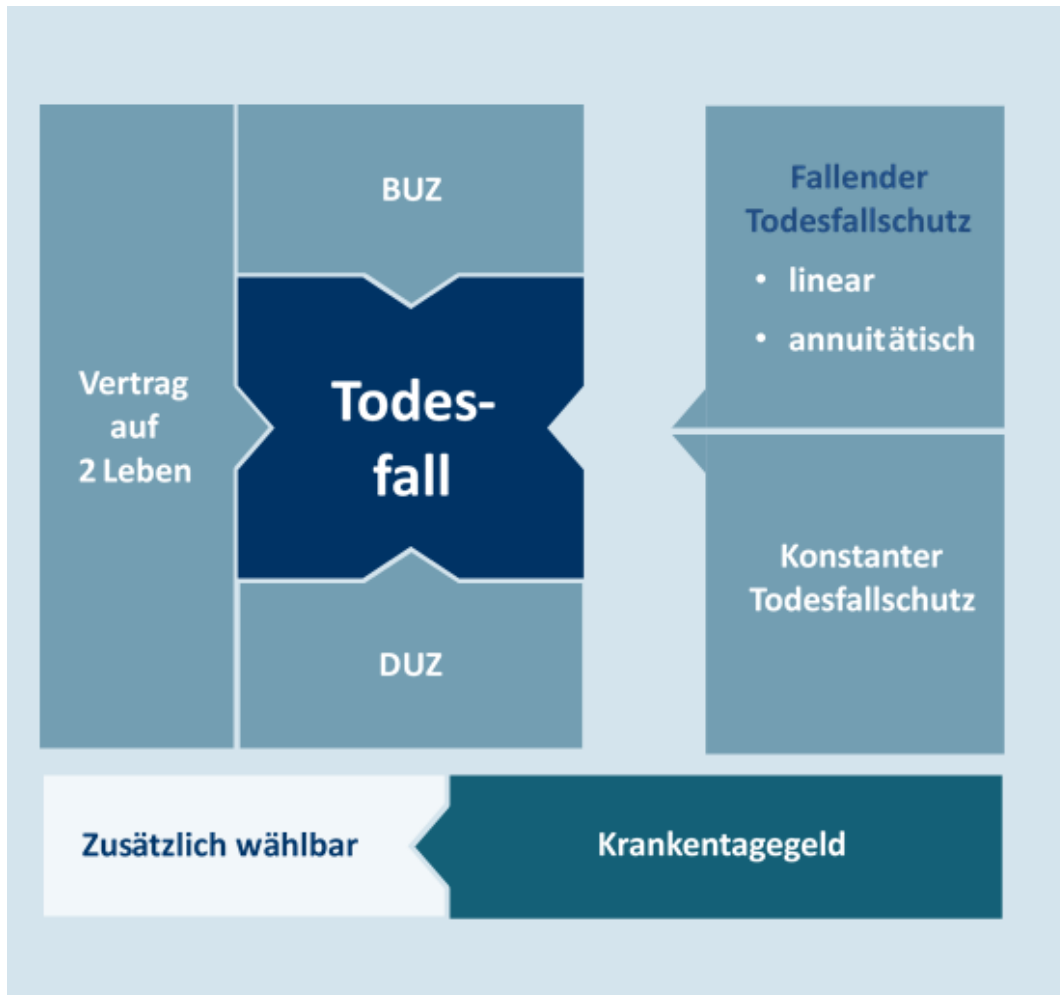 BUZ
Fallender
Todesfallschutz
• linear
• annuitätisch
Vertrag
auf
2 Leben
Todes-
fall
Konstanter
Todesfallschutz
DUZ
Zusätzlich wählbar
Krankentagegeld